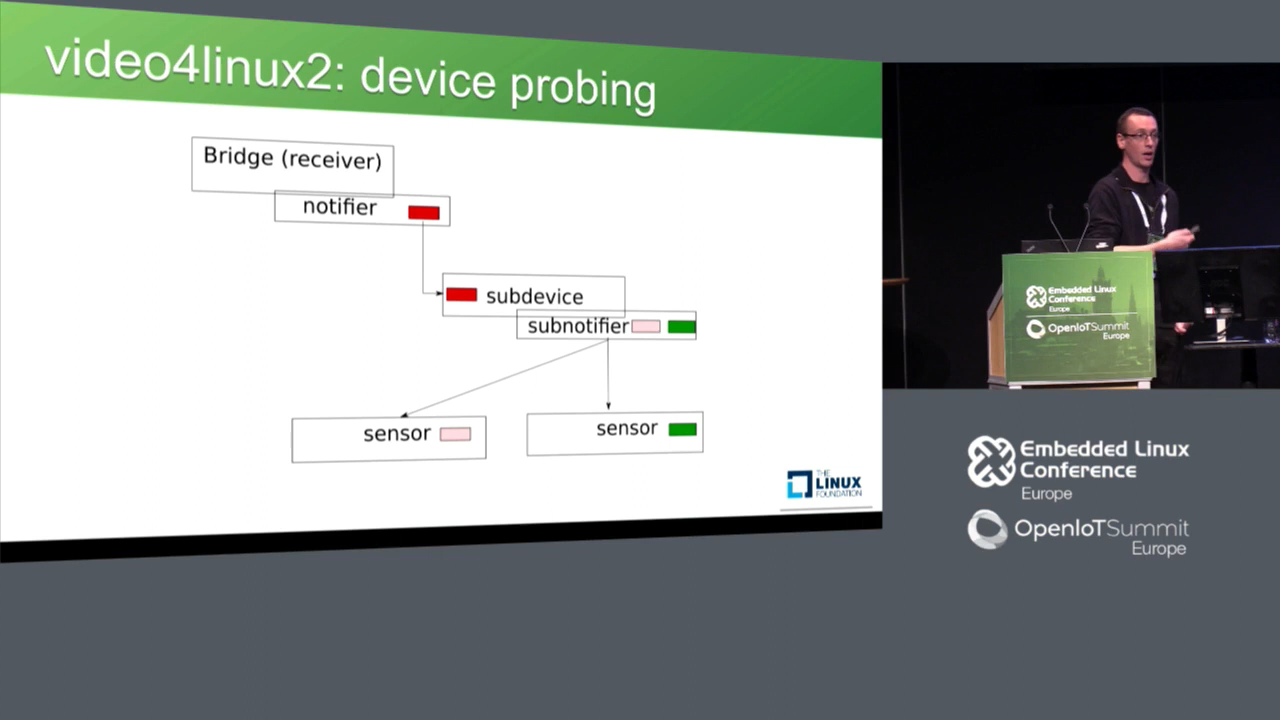 video4linux2: device probing
Bridge (receiver)
notifier
subdevice
subnotifier
sensor
sensor
THE
LINUX
FOUNDATION
Embedded Linux
Conference
Europe
OpenIoTSummit
Europe
Embedded Linux
Conference
Europe
OpenIoTSummit
Europe